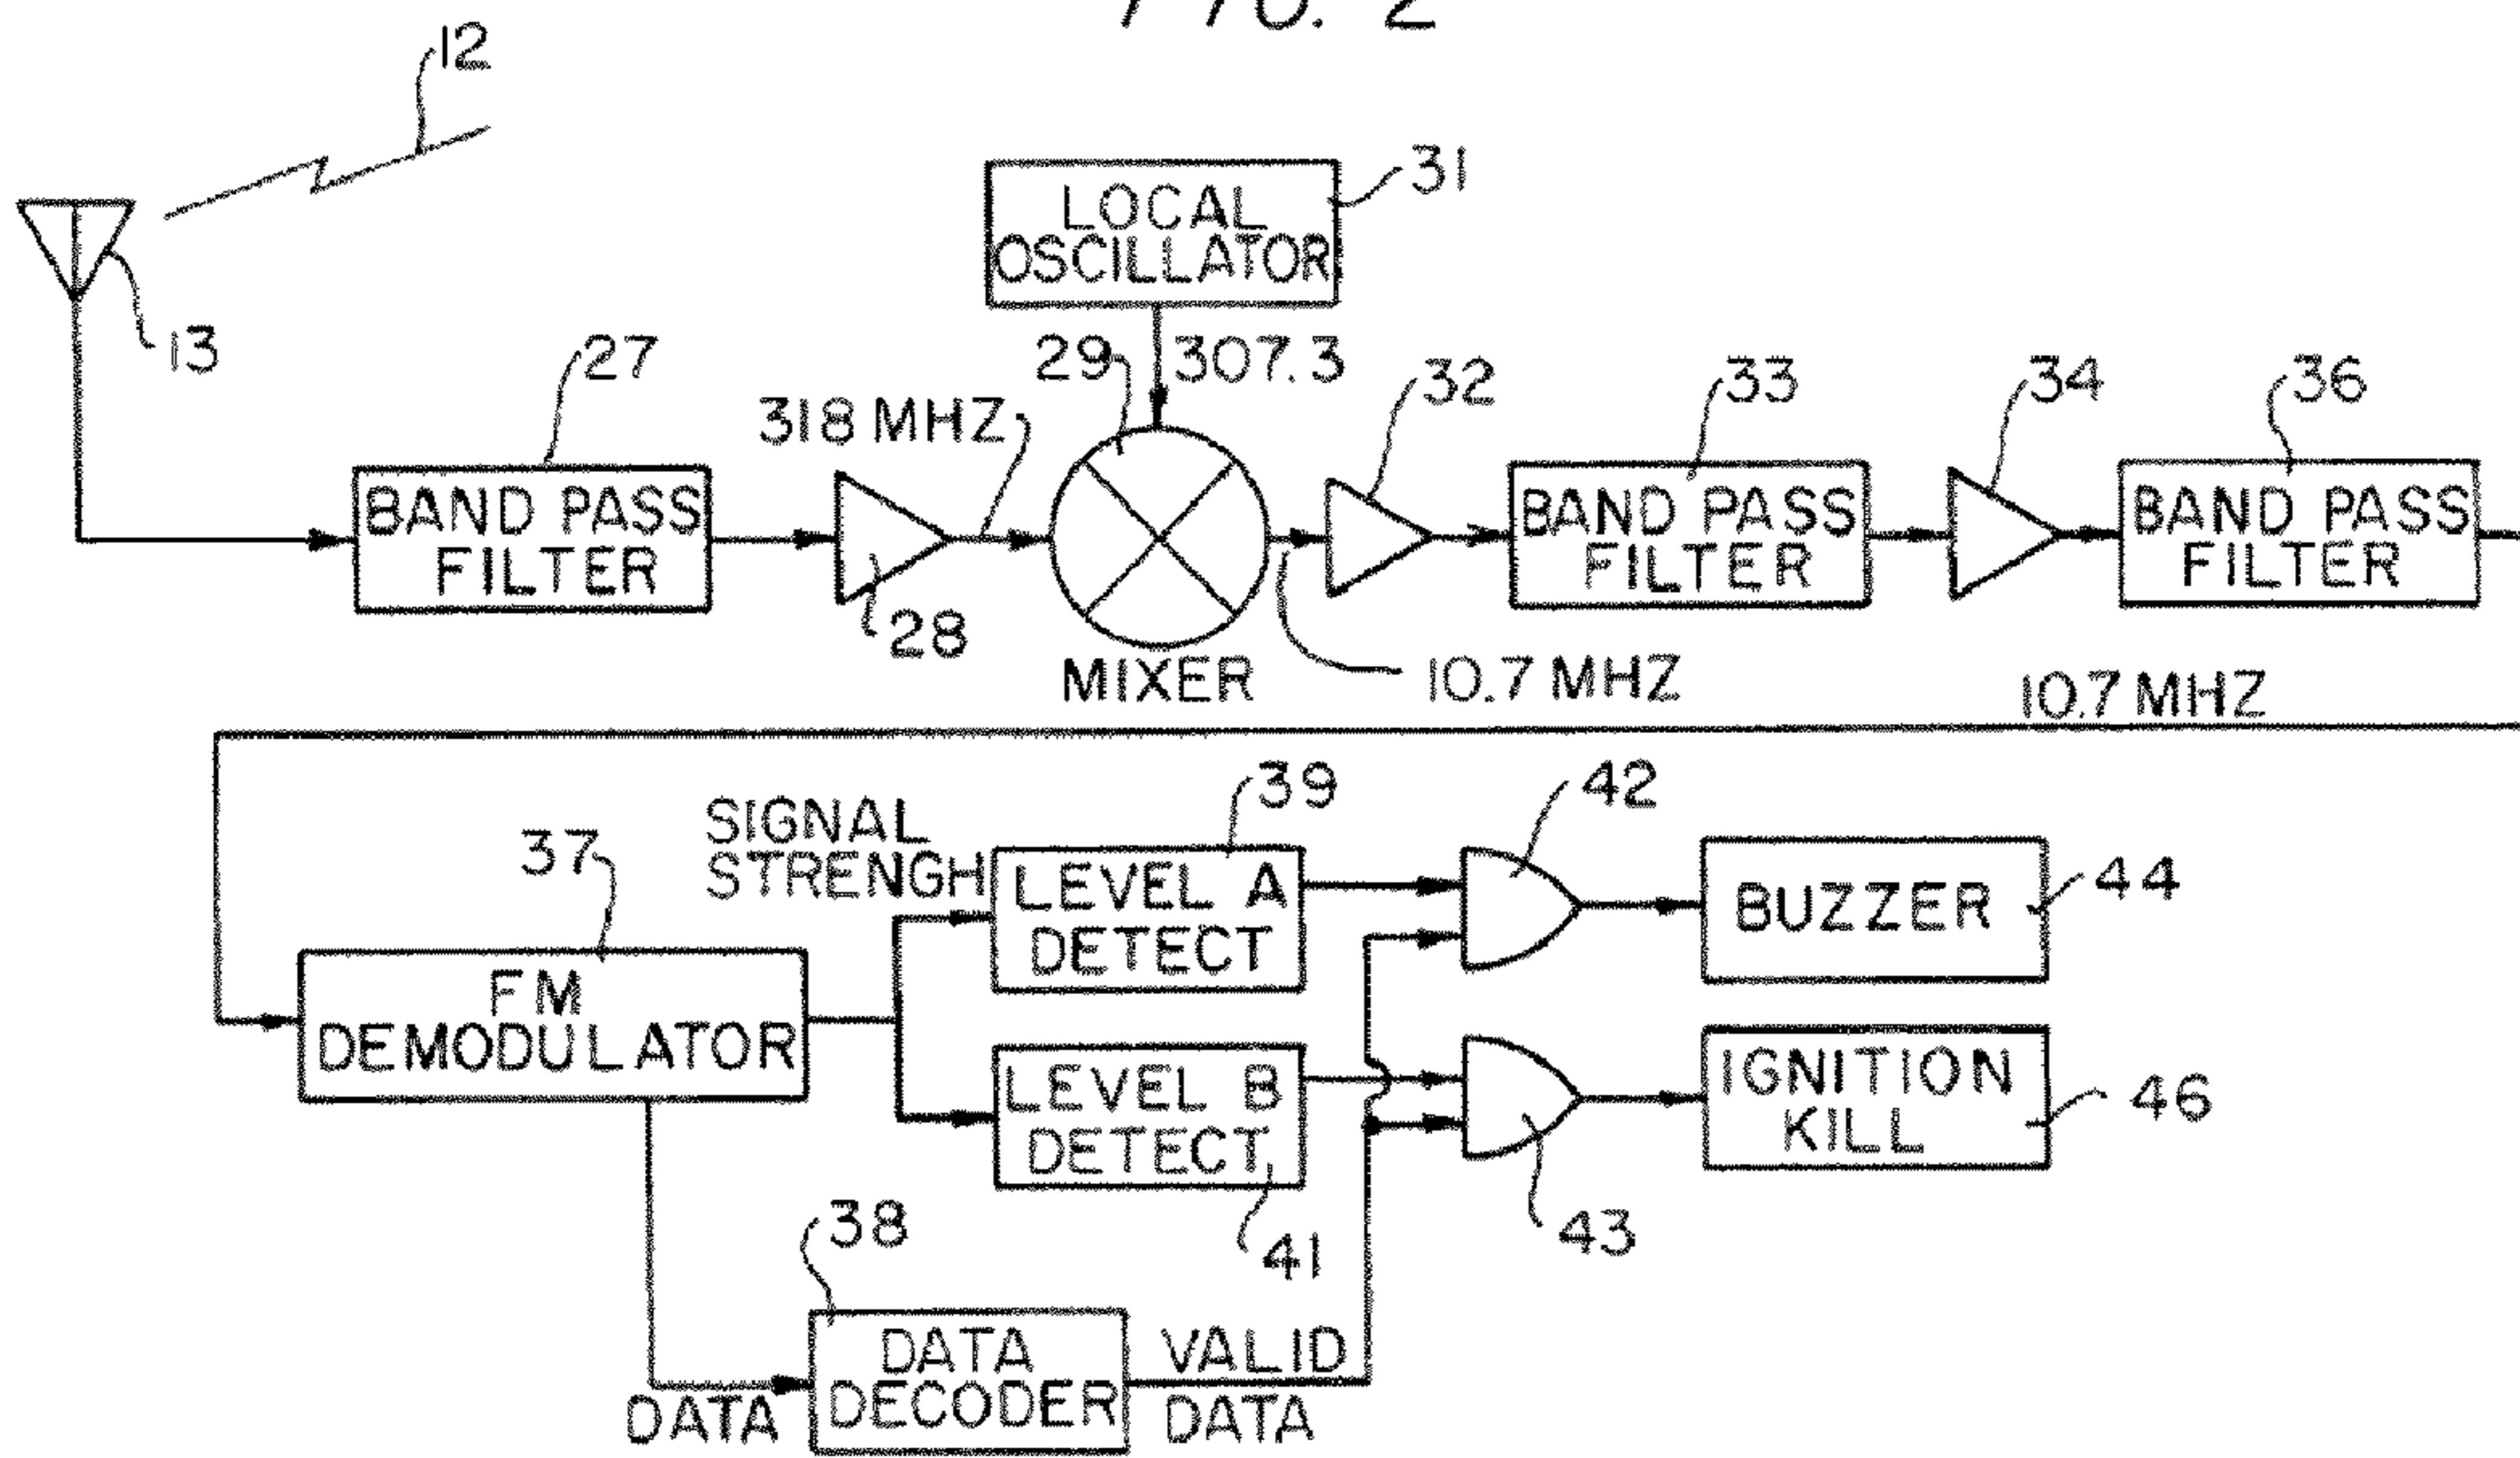 FIG. 2
12
13
LOCAL
OSCILLATOR
31
27
29
307.3
32
33
34
36
318 MHZ
BAND PASS
FILTER
28
MIXER
10.7 MHZ
BAND PASS
FILTER
BAND PASS
FILTER
10.7 MHZ
37
SIGNAL
STRENGH
39
42
FM
DEMODULATOR
LEVEL A
DETECT
BUZZER
44
LEVEL B
DETECT
41
43
IGNITION
KILL
46
38
DATA
DATA
DECODER
VALID
DATA